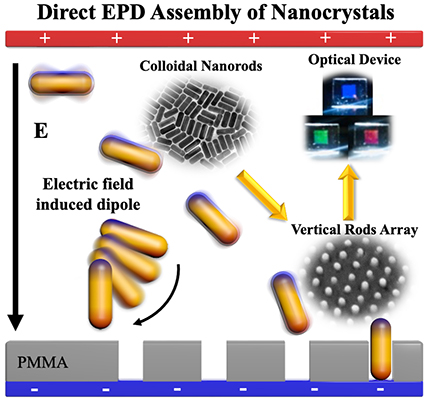 Direct EPD Assembly of Nanocrystals
+ + + + + +
Colloidal Nanorods
Optical Device
E
Electric field
induced dipole
Vertical Rods Array
PMMA
- - - - - -